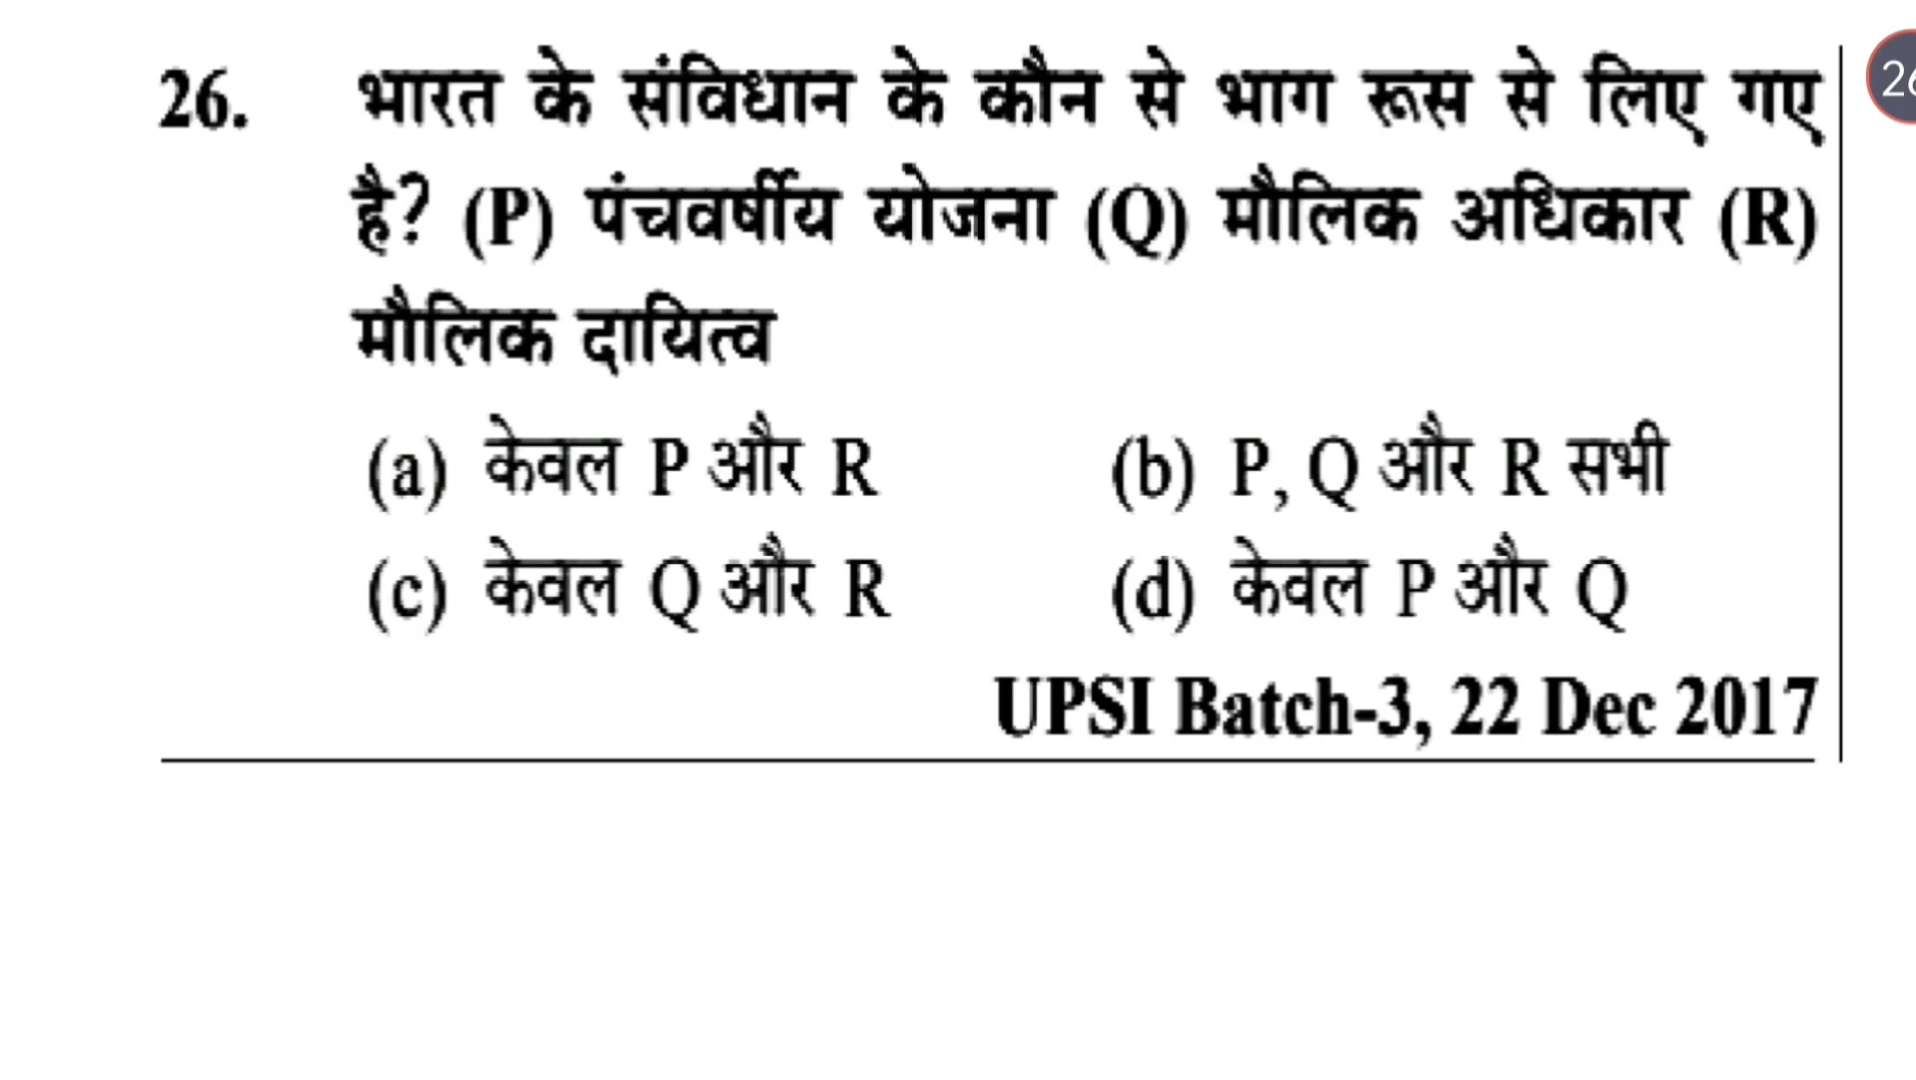 26. भारत के संविधान के कौन से भाग रूस से लिए गए
है? (P) पंचवर्षीय योजना (Q) मौलिक अधिकार (R)
मौलिक दायित्व
(a) केवल P और R (b) P, Q और R सभी
(c) केवल Q और R (d) केवल P और Q
UPSI Batch-3, 22 Dec 2017